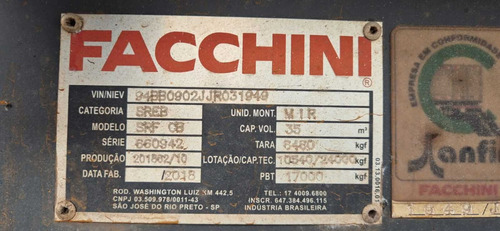 FACCHINI®
VIN/NIEV 94BB0902JJR031949
CATEGORIA SREB UNID. MONT. M I R
MODELO SRF CB CAP. VOL. 35 m³
SÉRIE 660942 TARA 6460 kgf
PRODUÇÃO 201862/10 LOTAÇÃO/CAP.TEC. 10540/24000 kgf
DATA FAB. /2018 PBT 17000 kgf
ROD. WASHINGTON LUIZ KM 442,5 TEL.: 17 4009.6800
CNPJ 03.509.978/0011-43 INSCR. 647.384.496.115
SÃO JOSÉ DO RIO PRETO - SP INDÚSTRIA BRASILEIRA
EMPRESA EM CONFORMIDADE
FACCHINI